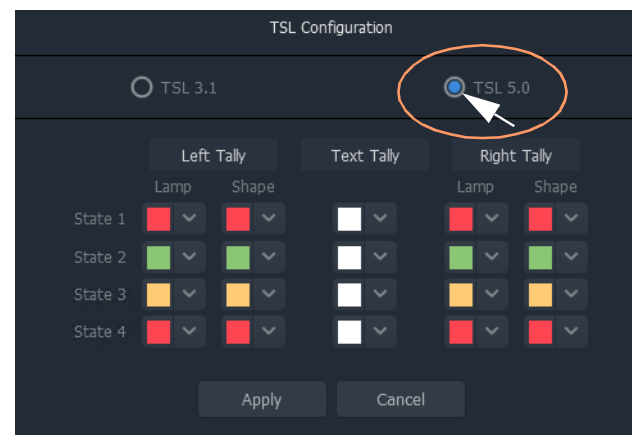 TSL Configuration
TSL 3.1 TSL 5.0
Left Tally Text Tally Right Tally
Lamp Shape Lamp Shape
State 1
State 2
State 3
State 4
Apply Cancel